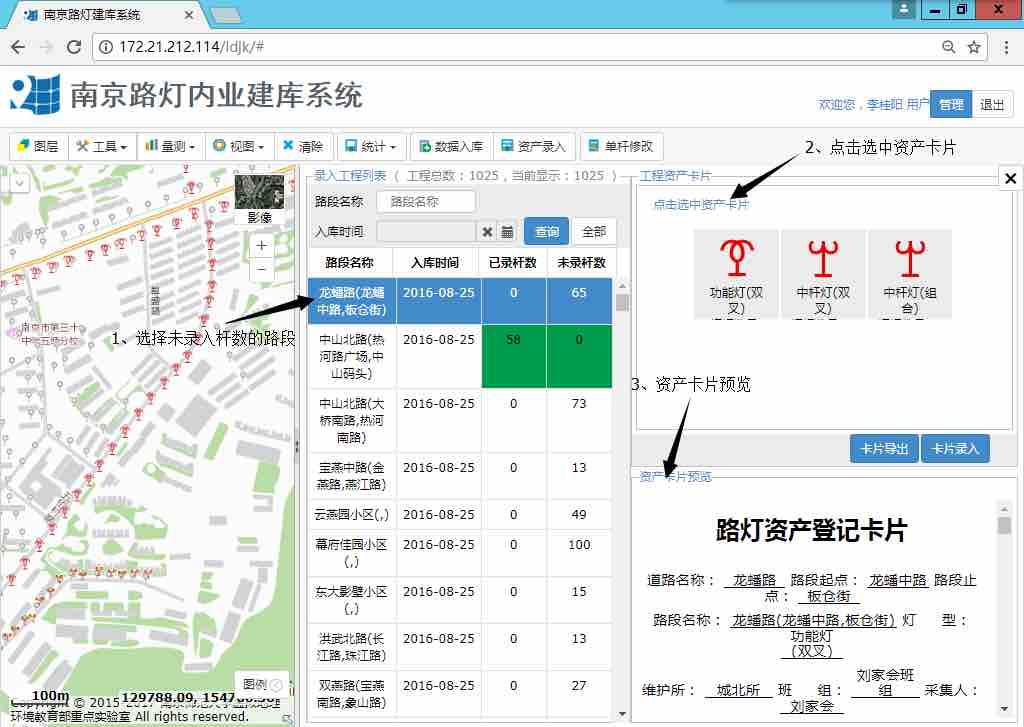 南京路灯建库系统
172.21.212.114/ldjk/#
南京路灯内业建库系统
欢迎您，李桂阳 用户 管理 退出
图层 工具 量测 视图 清除 统计 数据入库 资产录入 单杆修改
2、点击选中资产卡片
录入工程列表 （ 工程总数：1025，当前显示：1025 ）
工程资产卡片
影像
路段名称 路段名称
点击选中资产卡片
入库时间 查询 全部
路段名称 入库时间 已录杆数 未录杆数
龙蟠路(龙蟠中路,板仓街) 2016-08-25 0 65
中山北路(热河路广场,中山码头) 2016-08-25 58 0
中山北路(大桥南路,热河南路) 2016-08-25 0 73
宝燕中路(金燕路,燕江路) 2016-08-25 0 13
云燕园小区(,) 2016-08-25 0 49
幕府佳园小区(,) 2016-08-25 0 100
东大影壁小区(,) 2016-08-25 0 15
洪武北路(长江路,珠江路) 2016-08-25 0 13
双燕路(宝燕南路,象山路) 2016-08-25 0 27
功能灯(双叉)
中杆灯(双叉)
中杆灯(组合)
1、选择未录入杆数的路段
南京市第三十
3、资产卡片预览
卡片导出 卡片录入
资产卡片预览
路灯资产登记卡片
道路名称： 龙蟠路 路段起点： 龙蟠中路 路段止
点： 板仓街
路段名称： 龙蟠路(龙蟠中路,板仓街) 灯 型：
功能灯
（双叉）
维护所： 城北所 班 组： 刘家会班组 采集人：
刘家会
图例
100m
129788.09,
Copyright © 2015
环境教育部重点实验室 All rights reserved.